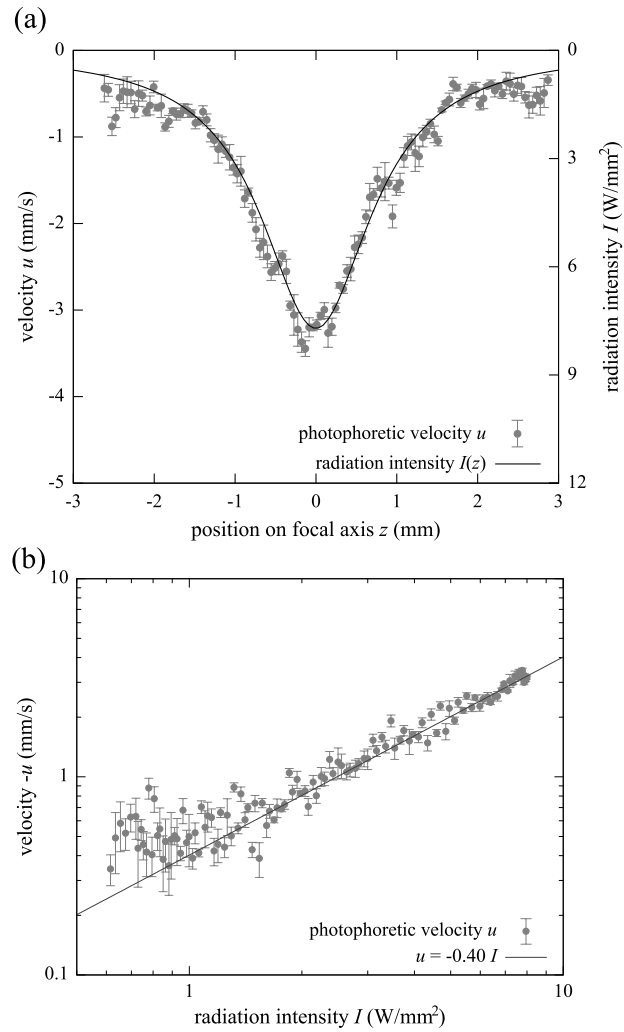 (a)
0
-1
-2
-3
-4
-5
velocity u (mm/s)
0
3
6
9
12
radiation intensity I (W/mm²)
photophoretic velocity u
radiation intensity I(z)
-3 -2 -1 0 1 2 3
position on focal axis z (mm)
(b)
10
1
0.1
velocity -u (mm/s)
photophoretic velocity u
u = -0.40 I
1 10
radiation intensity I (W/mm²)